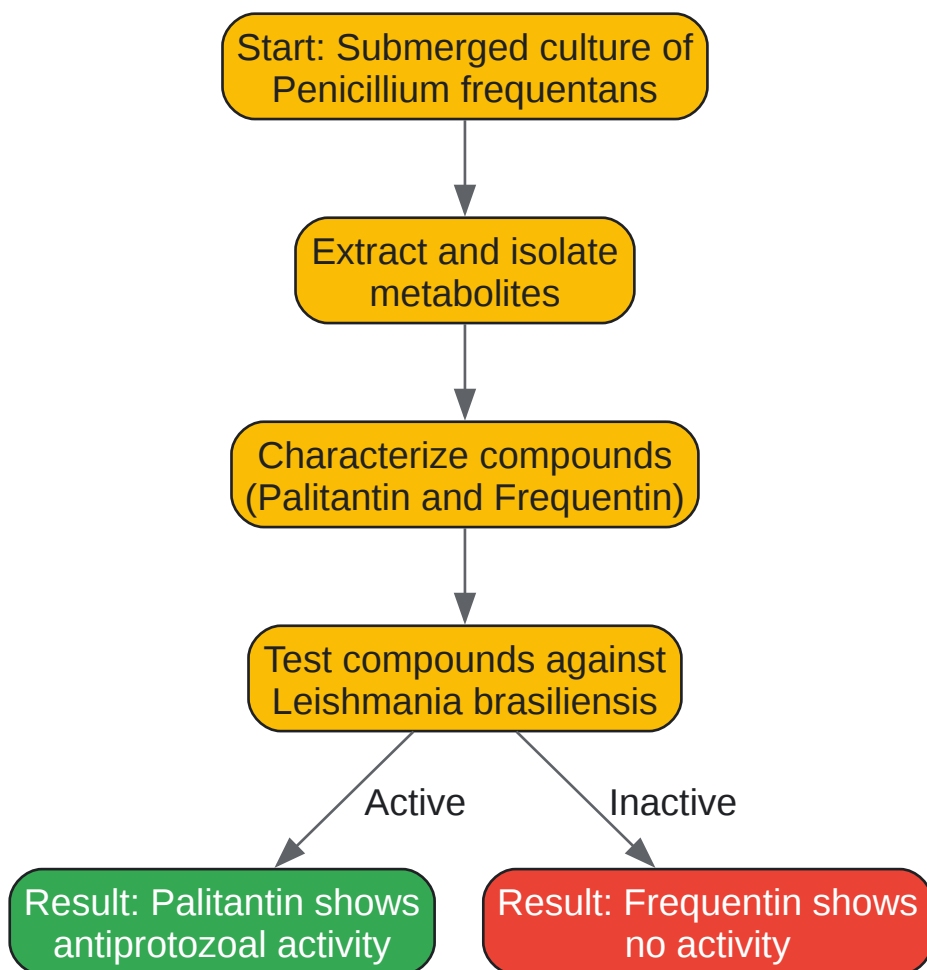 Start: Submerged culture of
Penicillium frequentans
Extract and isolate
metabolites
Characterize compounds
(Palitantin and Frequentin)
Test compounds against
Leishmania brasiliensis
Active
Inactive
Result: Palitantin shows
antiprotozoal activity
Result: Frequentin shows
no activity